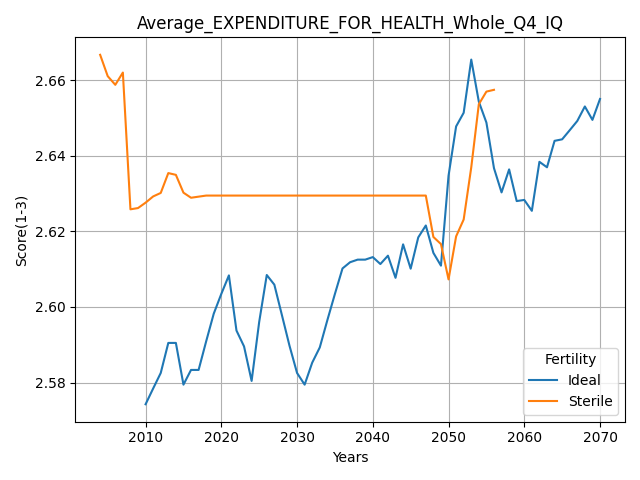 Average_EXPENDITURE_FOR_HEALTH_Whole_Q4_IQ
Score(1-3)
2.66
2.64
2.62
2.60
2.58
Fertility
Ideal
Sterile
2010 2020 2030 2040 2050 2060 2070
Years